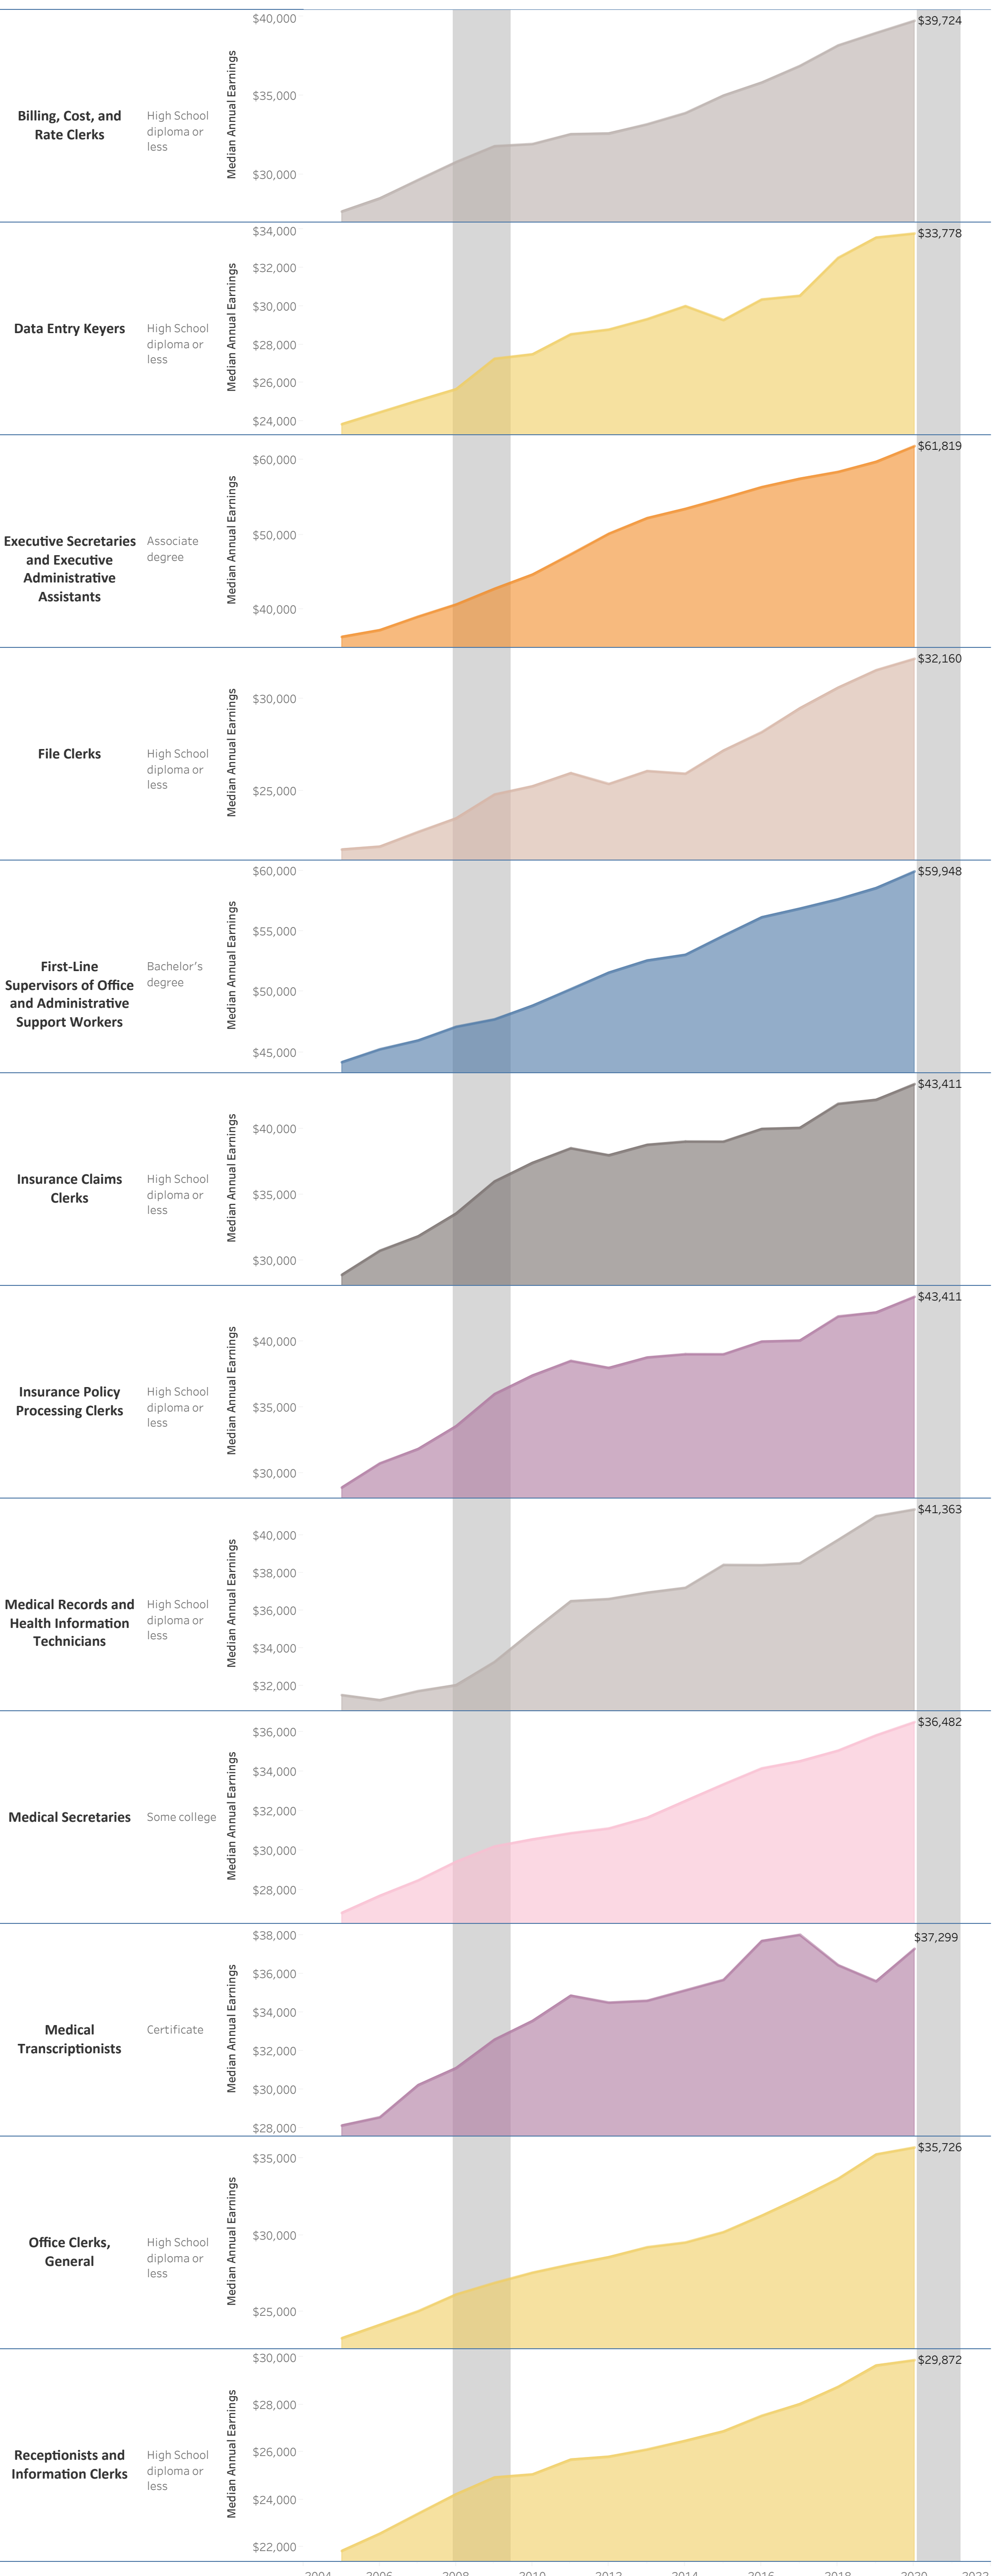 $40,000
$39,724
$35,000
$30,000
Median Annual Earnings
Billing, Cost, and
Rate Clerks
High School
diploma or
less
$34,000
$33,778
$32,000
$30,000
$28,000
$26,000
$24,000
Median Annual Earnings
Data Entry Keyers
High School
diploma or
less
$61,819
$60,000
$50,000
$40,000
Median Annual Earnings
Executive Secretaries
and Executive
Administrative
Assistants
Associate
degree
$32,160
$30,000
$25,000
Median Annual Earnings
File Clerks
High School
diploma or
less
$60,000
$59,948
$55,000
$50,000
$45,000
Median Annual Earnings
First-Line
Supervisors of Office
and Administrative
Support Workers
Bachelor's
degree
$43,411
$40,000
$35,000
$30,000
Median Annual Earnings
Insurance Claims
Clerks
High School
diploma or
less
$43,411
$40,000
$35,000
$30,000
Median Annual Earnings
Insurance Policy
Processing Clerks
High School
diploma or
less
$41,363
$40,000
$38,000
$36,000
$34,000
$32,000
Median Annual Earnings
Medical Records and
Health Information
Technicians
High School
diploma or
less
$36,482
$36,000
$34,000
$32,000
$30,000
$28,000
Median Annual Earnings
Medical Secretaries
Some college
$38,000
$37,299
$36,000
$34,000
$32,000
$30,000
$28,000
Median Annual Earnings
Medical
Transcriptionists
Certificate
$35,726
$35,000
$30,000
$25,000
Median Annual Earnings
Office Clerks,
General
High School
diploma or
less
$30,000
$29,872
$28,000
$26,000
$24,000
$22,000
Median Annual Earnings
Receptionists and
Information Clerks
High School
diploma or
less
2004 2006 2008 2010 2012 2014 2016 2018 2020 2022